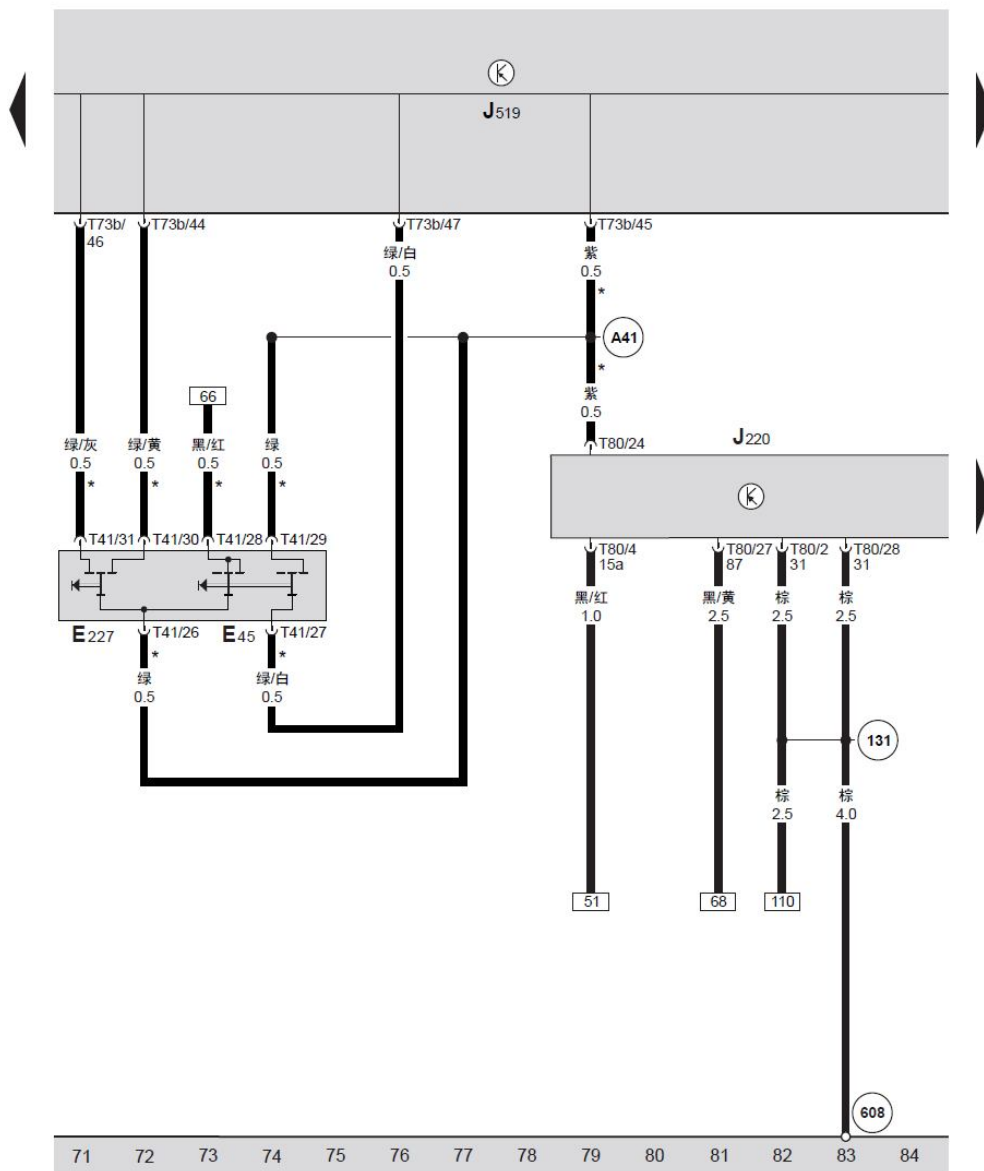 J519
T73b/ T73b/44 T73b/47 T73b/45
46
绿/白 紫
0.5 0.5
*
A41
*
66 紫
0.5
绿/灰 绿/黄 黑/红 绿 T80/24 J220
0.5 0.5 0.5 0.5
* * * *
T41/31 T41/30 T41/28 T41/29
T80/4 T80/27 T80/2 T80/28
15a 87 31 31
黑/红 黑/黄 棕 棕
1.0 2.5 2.5 2.5
E227 T41/26 E45 T41/27
* *
绿 绿/白
0.5 0.5
131
棕 棕
2.5 4.0
51 68 110
608
71 72 73 74 75 76 77 78 79 80 81 82 83 84